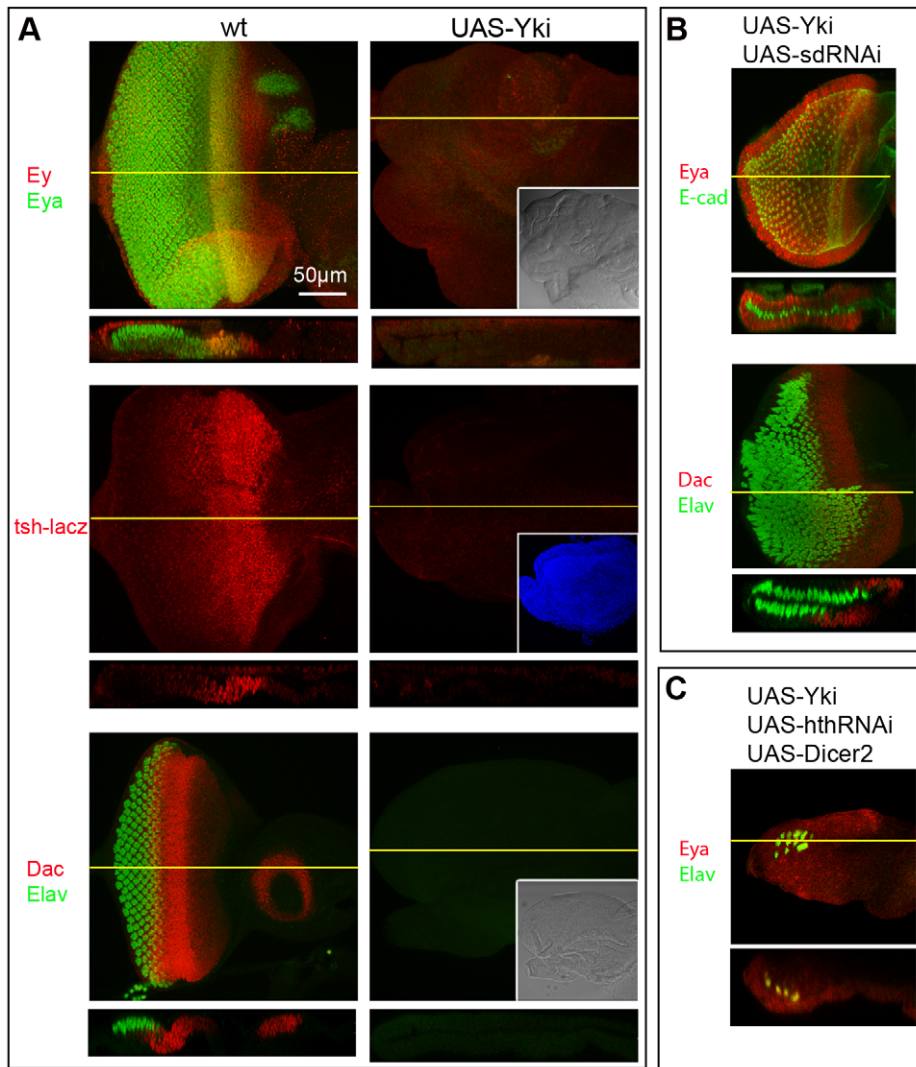 A
wt
UAS-Yki
Ey
Eya
50µm
tsh-lacz
Dac
Elav
B
UAS-Yki
UAS-sdRNAi
Eya
E-cad
Dac
Elav
C
UAS-Yki
UAS-hthRNAi
UAS-Dicer2
Eya
Elav